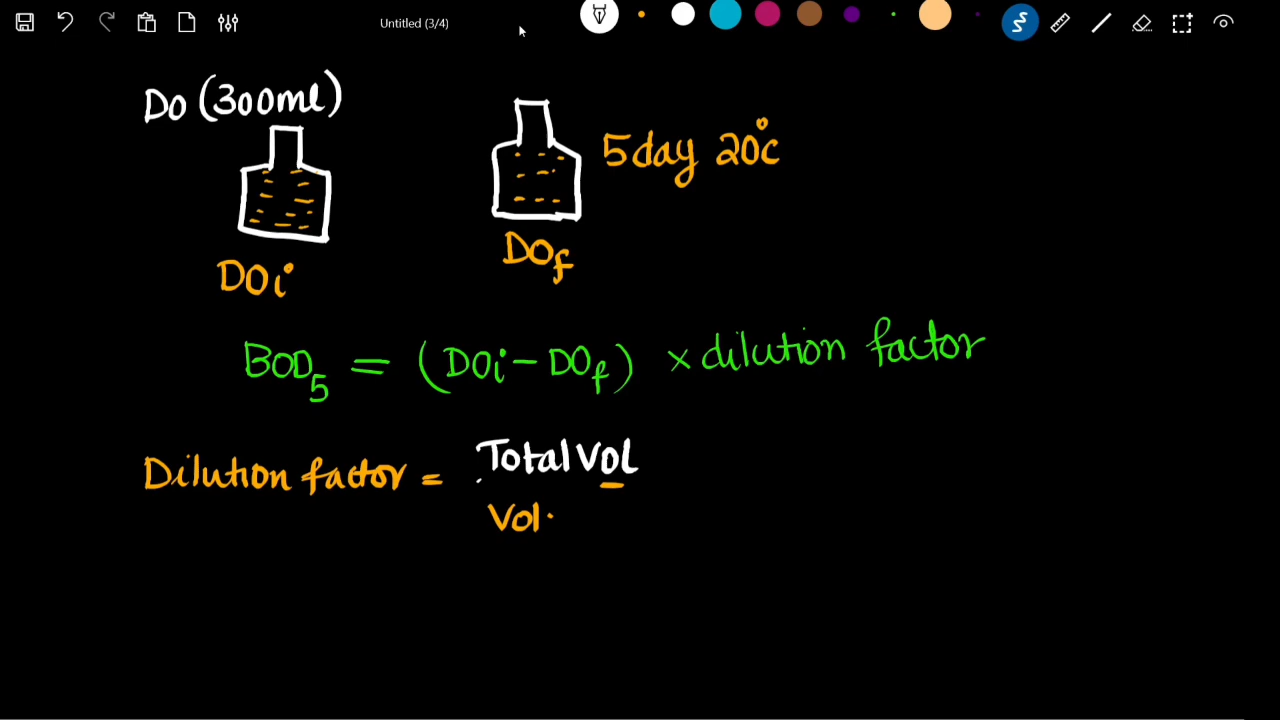 Untitled (3/4)
Do (300ml)
5day 20°c
DOi
DOf
BOD5 = (DOi-DOf) × dilution factor
Dilution factor = Total Vol
Vol.